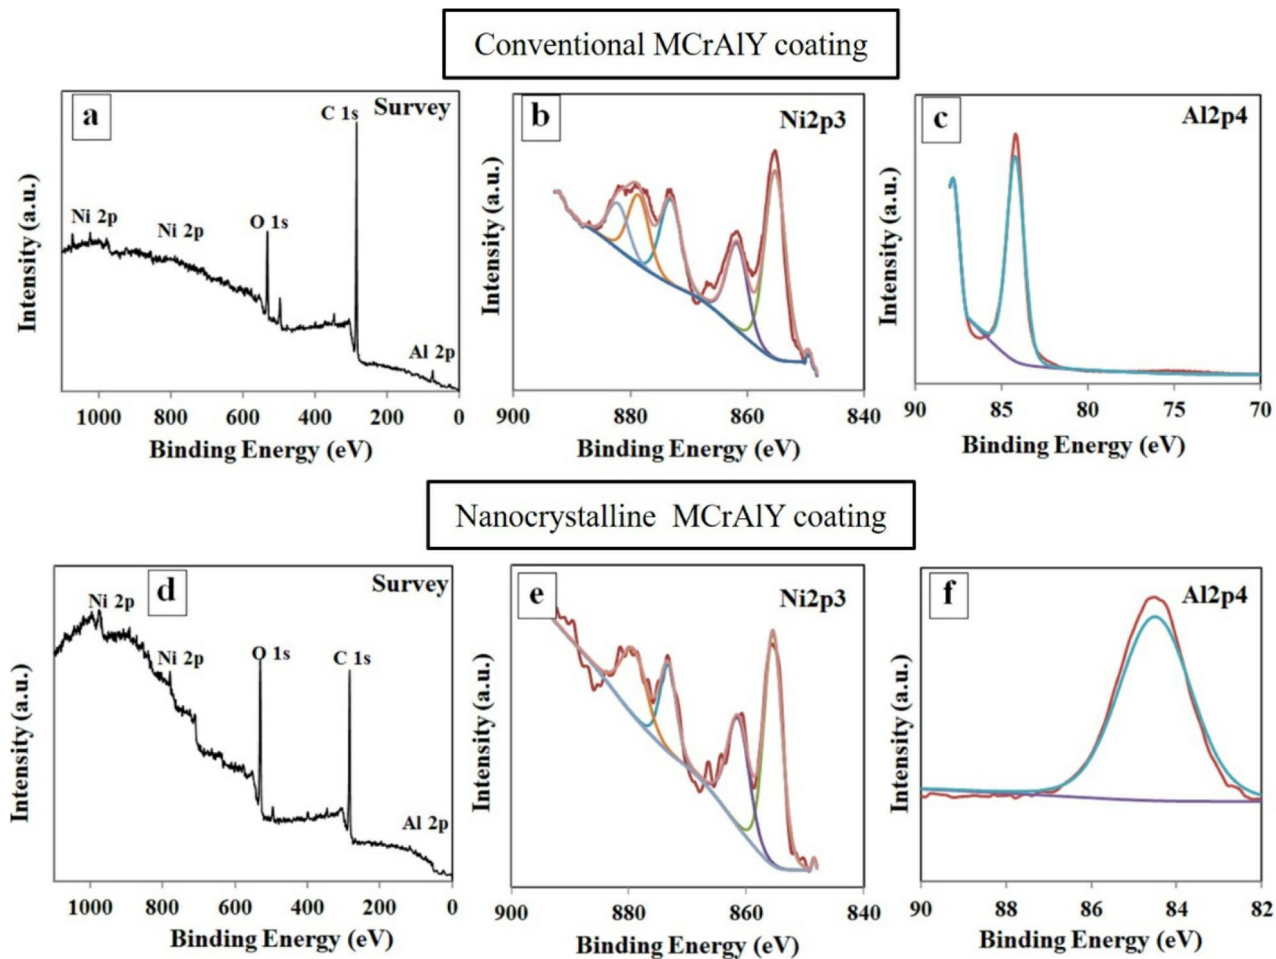 Conventional MCrAlY coating
a
Survey
C 1s
Ni 2p
Ni 2p
O 1s
Al 2p
Intensity (a.u.)
1000 800 600 400 200 0
Binding Energy (eV)
b
Ni2p3
Intensity (a.u.)
900 880 860 840
Binding Energy (eV)
c
Al2p4
Intensity (a.u.)
90 85 80 75 70
Binding Energy (eV)
Nanocrystalline MCrAlY coating
d
Survey
Ni 2p
Ni 2p
O 1s
C 1s
Al 2p
Intensity (a.u.)
1000 800 600 400 200 0
Binding Energy (eV)
e
Ni2p3
Intensity (a.u.)
900 880 860 840
Binding Energy (eV)
f
Al2p4
Intensity (a.u.)
90 88 86 84 82
Binding Energy (eV)